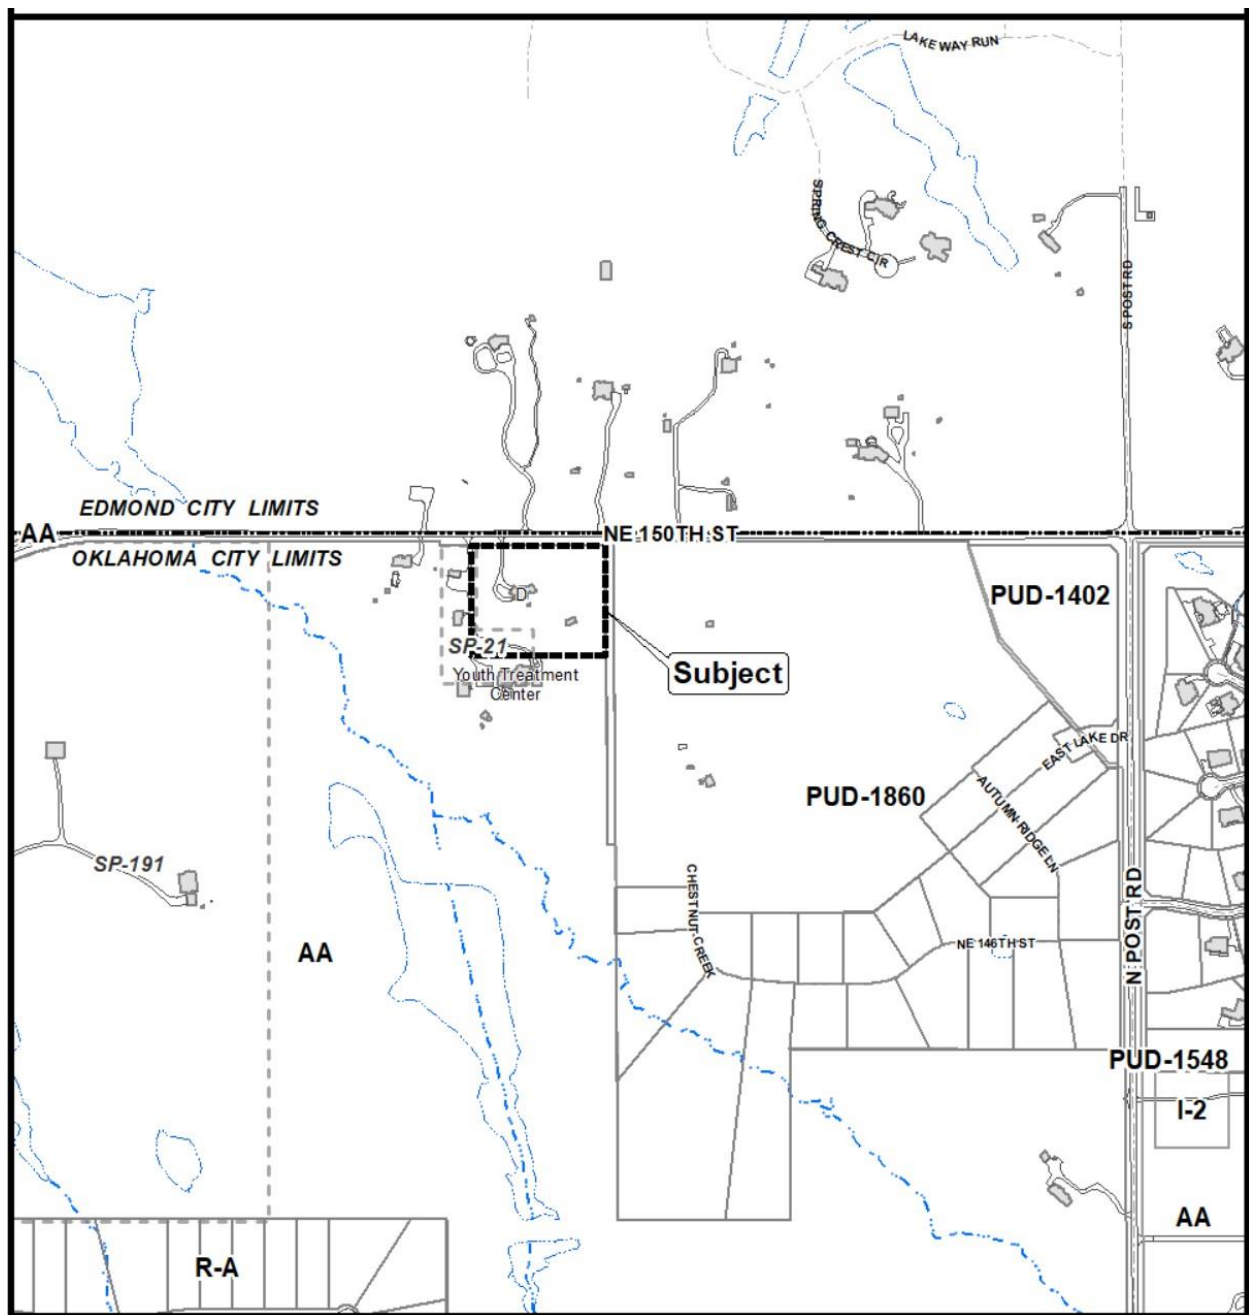 LAKE WAY RUN
SPRING CREST CIR
S POST RD
EDMOND CITY LIMITS
AA
NE 150TH ST
OKLAHOMA CITY LIMITS
D
PUD-1402
SP-21
Subject
Youth Treatment
Center
EAST LAKE DR
PUD-1860
AUTUMN RIDGE LN
SP-191
CHESTNUT CREEK
N POST RD
AA
NE 146TH ST
PUD-1548
I-2
AA
R-A